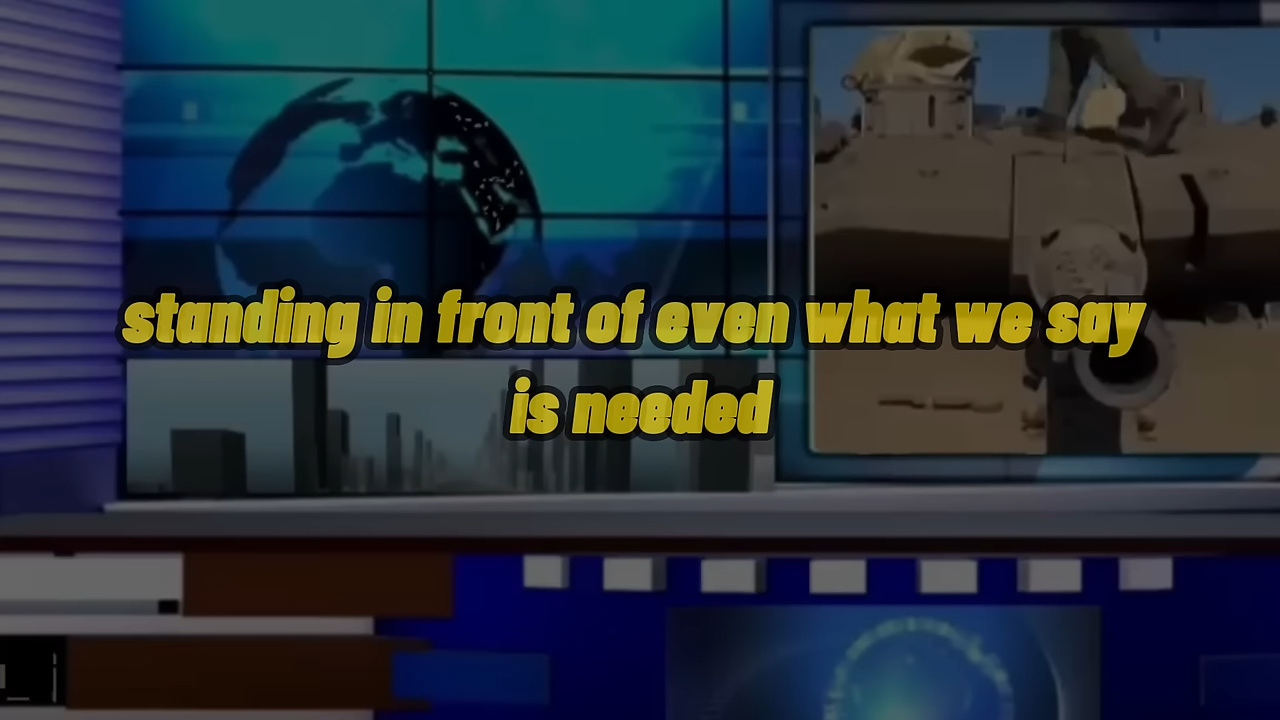 standing in front of even what we say
is needed